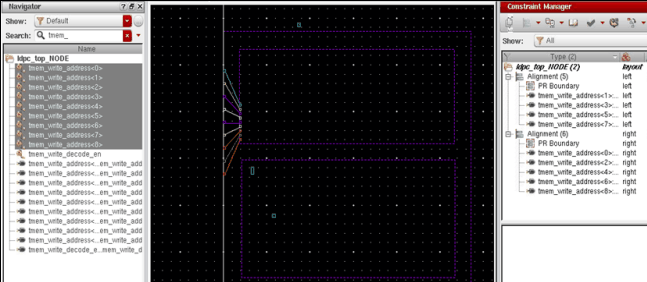 Navigator
Show: Default
Search: tmem_
Name
ldpc_top_NODE
tmem_write_address<0>
tmem_write_address<1>
tmem_write_address<2>
tmem_write_address<3>
tmem_write_address<4>
tmem_write_address<5>
tmem_write_address<6>
tmem_write_address<7>
tmem_write_address<8>
tmem_write_decode_en
tmem_write_address<..em_write_add
tmem_write_address<..em_write_add
tmem_write_address<..em_write_add
tmem_write_address<..em_write_add
tmem_write_address<..em_write_add
tmem_write_address<..em_write_add
tmem_write_address<..em_write_add
tmem_write_address<..em_write_add
tmem_write_address<..em_write_add
tmem_write_decode_e...mem_write_d
Constraint Manager
Show: All
Type (2)
ldpc_top_NODE (2) layout
Alignment (5) left
PR Boundary left
tmem_write_address<1>:... left
tmem_write_address<3>:... left
tmem_write_address<5>:... left
tmem_write_address<7>:... left
Alignment (6) right
PR Boundary right
tmem_write_address<0>:... right
tmem_write_address<2>:... right
tmem_write_address<4>:... right
tmem_write_address<6>:... right
tmem_write_address<8>:... right